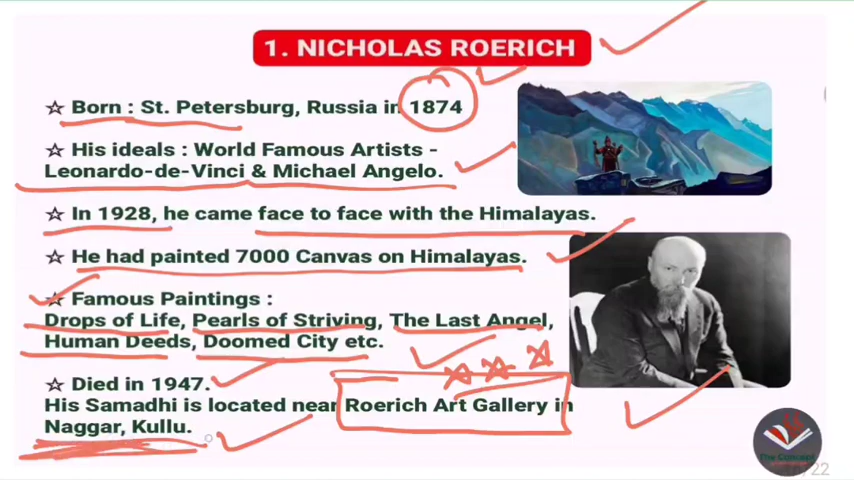 1. NICHOLAS ROERICH
☆ Born : St. Petersburg, Russia in 1874
☆ His ideals : World Famous Artists -
Leonardo-de-Vinci & Michael Angelo.
☆ In 1928, he came face to face with the Himalayas.
☆ He had painted 7000 Canvas on Himalayas.
☆ Famous Paintings :
Drops of Life, Pearls of Striving, The Last Angel,
Human Deeds, Doomed City etc.
☆ Died in 1947.
His Samadhi is located near Roerich Art Gallery in
Naggar, Kullu.
The Concept
/22